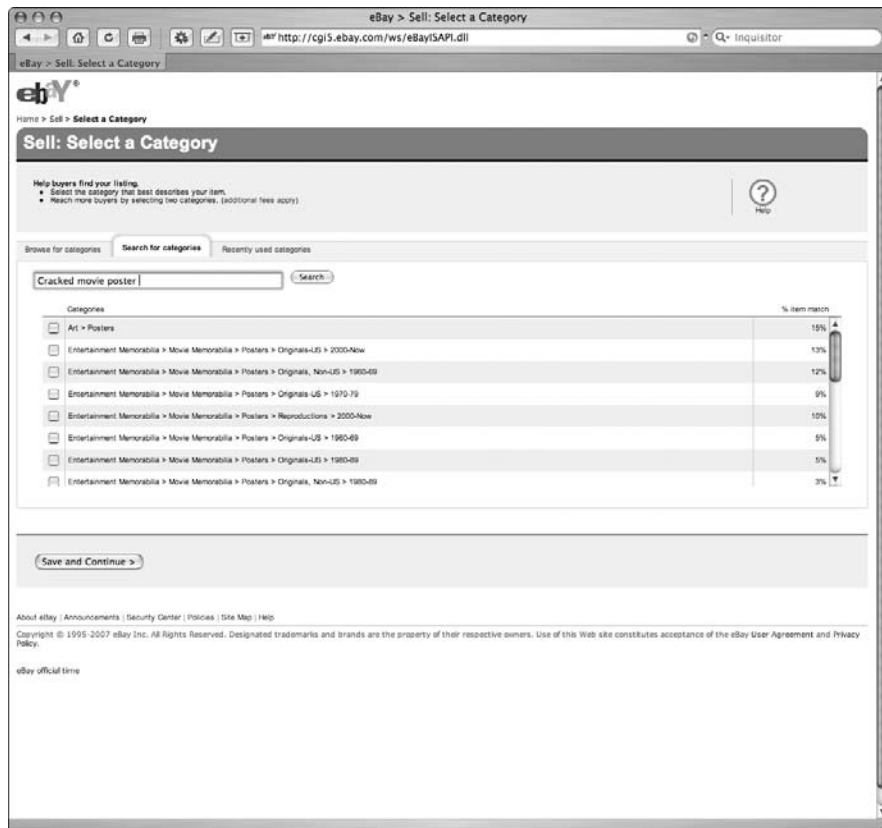 eBay > Sell: Select a Category
http://cgi5.ebay.com/ws/eBayISAPI.dll
Inquisitor
eBay > Sell: Select a Category
ebY®
Home > Sell > Select a Category
Sell: Select a Category
Help buyers find your listing.
Select the category that best describes your item.
Reach more buyers by selecting two categories. (additional fees apply)
Help
Browse for categories Search for categories Recently used categories
Cracked movie poster Search
Categories % item match
Art > Posters 15%
Entertainment Memorabilia > Movie Memorabilia > Posters > Originals-US > 2000-Now 13%
Entertainment Memorabilia > Movie Memorabilia > Posters > Originals, Non-US > 1960-69 12%
Entertainment Memorabilia > Movie Memorabilia > Posters > Originals-US > 1970-79 9%
Entertainment Memorabilia > Movie Memorabilia > Posters > Reproductions > 2000-Now 10%
Entertainment Memorabilia > Movie Memorabilia > Posters > Originals-US > 1960-69 5%
Entertainment Memorabilia > Movie Memorabilia > Posters > Originals-US > 1980-89 5%
Entertainment Memorabilia > Movie Memorabilia > Posters > Originals, Non-US > 1980-89 3%
Save and Continue >
About eBay | Announcements | Security Center | Policies | Site Map | Help
Copyright © 1995-2007 eBay Inc. All Rights Reserved. Designated trademarks and brands are the property of their respective owners. Use of this Web site constitutes acceptance of the eBay User Agreement and Privacy
Policy.
eBay official time